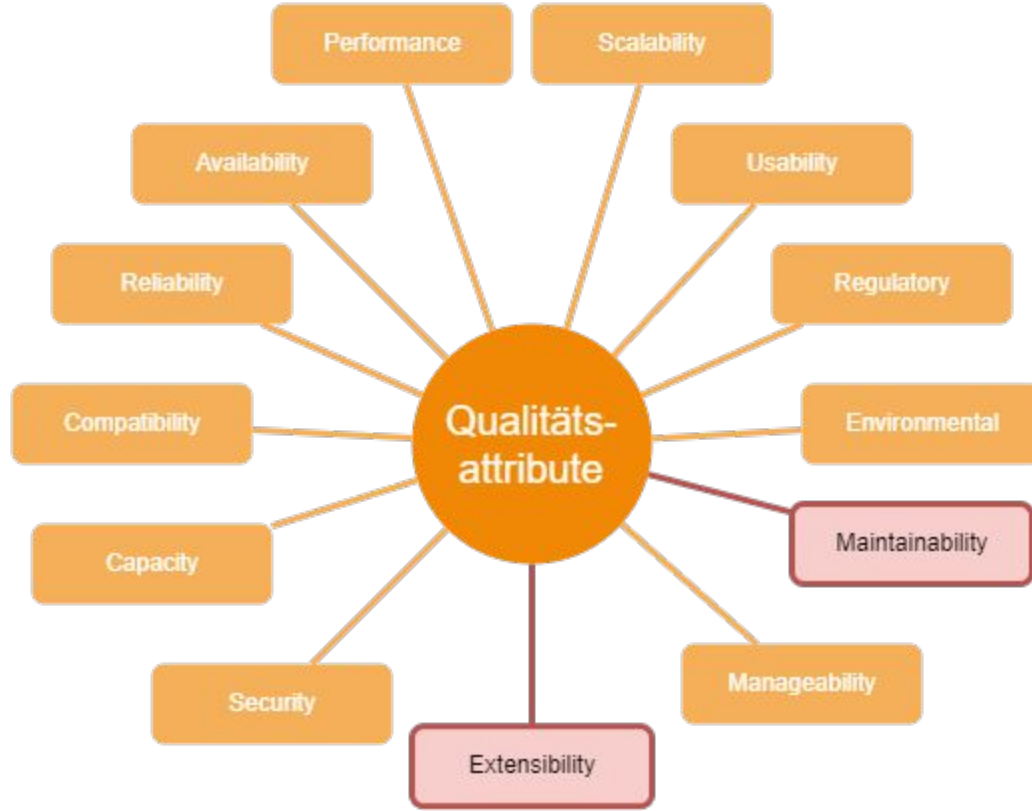 Performance
Scalability
Availability
Usability
Reliability
Regulatory
Compatibility
Qualitäts-
attribute
Environmental
Capacity
Maintainability
Security
Manageability
Extensibility